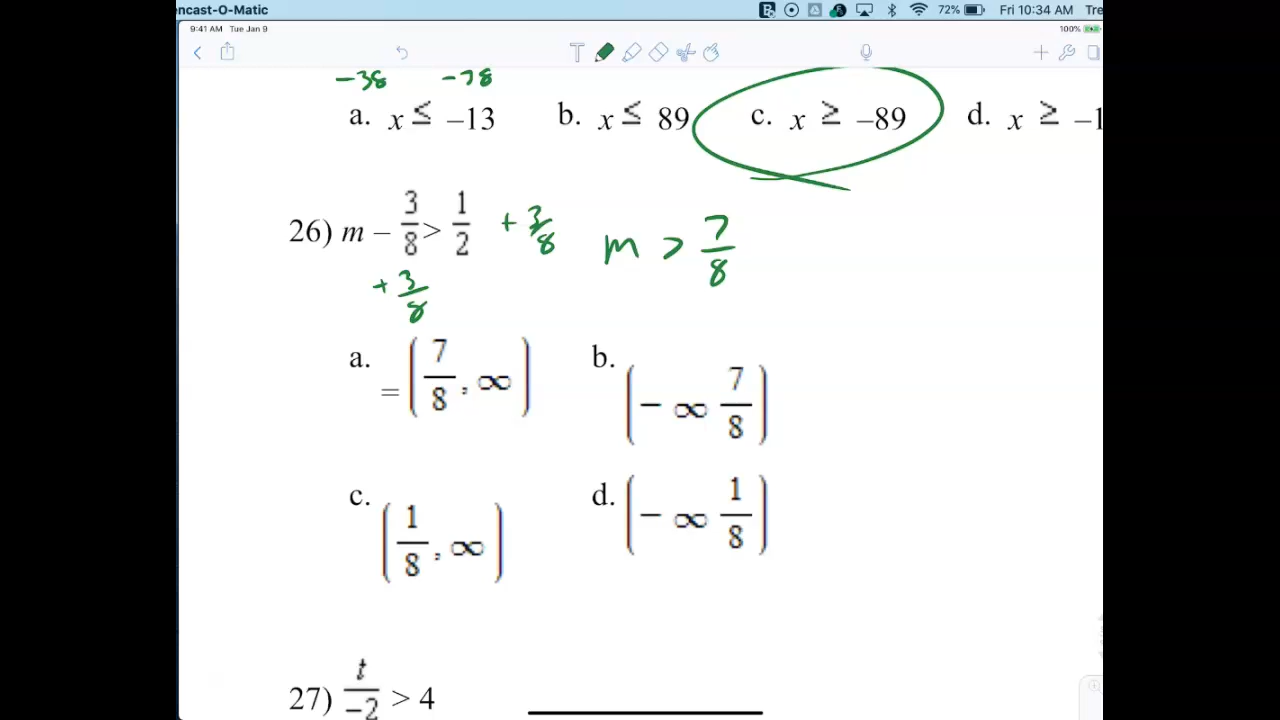 encast-O-Matic 72% Fri 10:34 AM Tre
9:41 AM Tue Jan 9 100%
T
−38 −78
a. x ≤ −13 b. x ≤ 89 c. x ≥ −89 d. x ≥ −1
26) m − 3/8 > 1/2 + 3/8 m > 7/8
+ 3/8
a. = (7/8, ∞) b. (−∞ 7/8)
c. (1/8, ∞) d. (−∞ 1/8)
27) t/−2 > 4